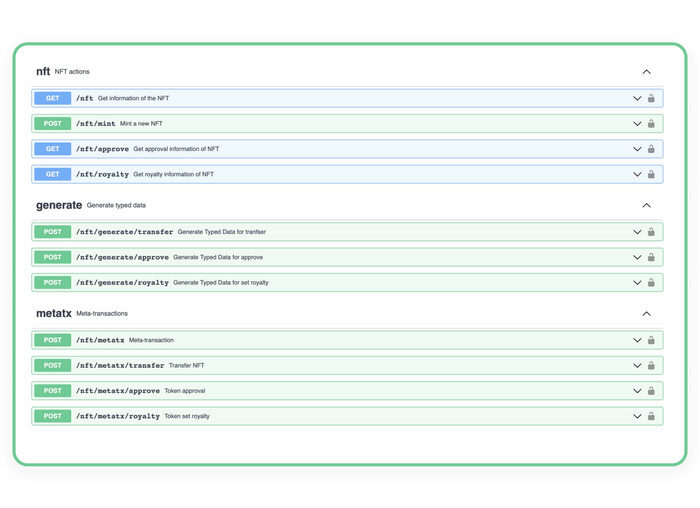 nft NFT actions
GET /nft Get information of the NFT
POST /nft/mint Mint a new NFT
GET /nft/approve Get approval information of NFT
GET /nft/royalty Get royalty information of NFT
generate Generate typed data
POST /nft/generate/transfer Generate Typed Data for tranfser
POST /nft/generate/approve Generate Typed Data for approve
POST /nft/generate/royalty Generate Typed Data for set royalty
metatx Meta-transactions
POST /nft/metatx Meta-transaction
POST /nft/metatx/transfer Transfer NFT
POST /nft/metatx/approve Token approval
POST /nft/metatx/royalty Token set royalty